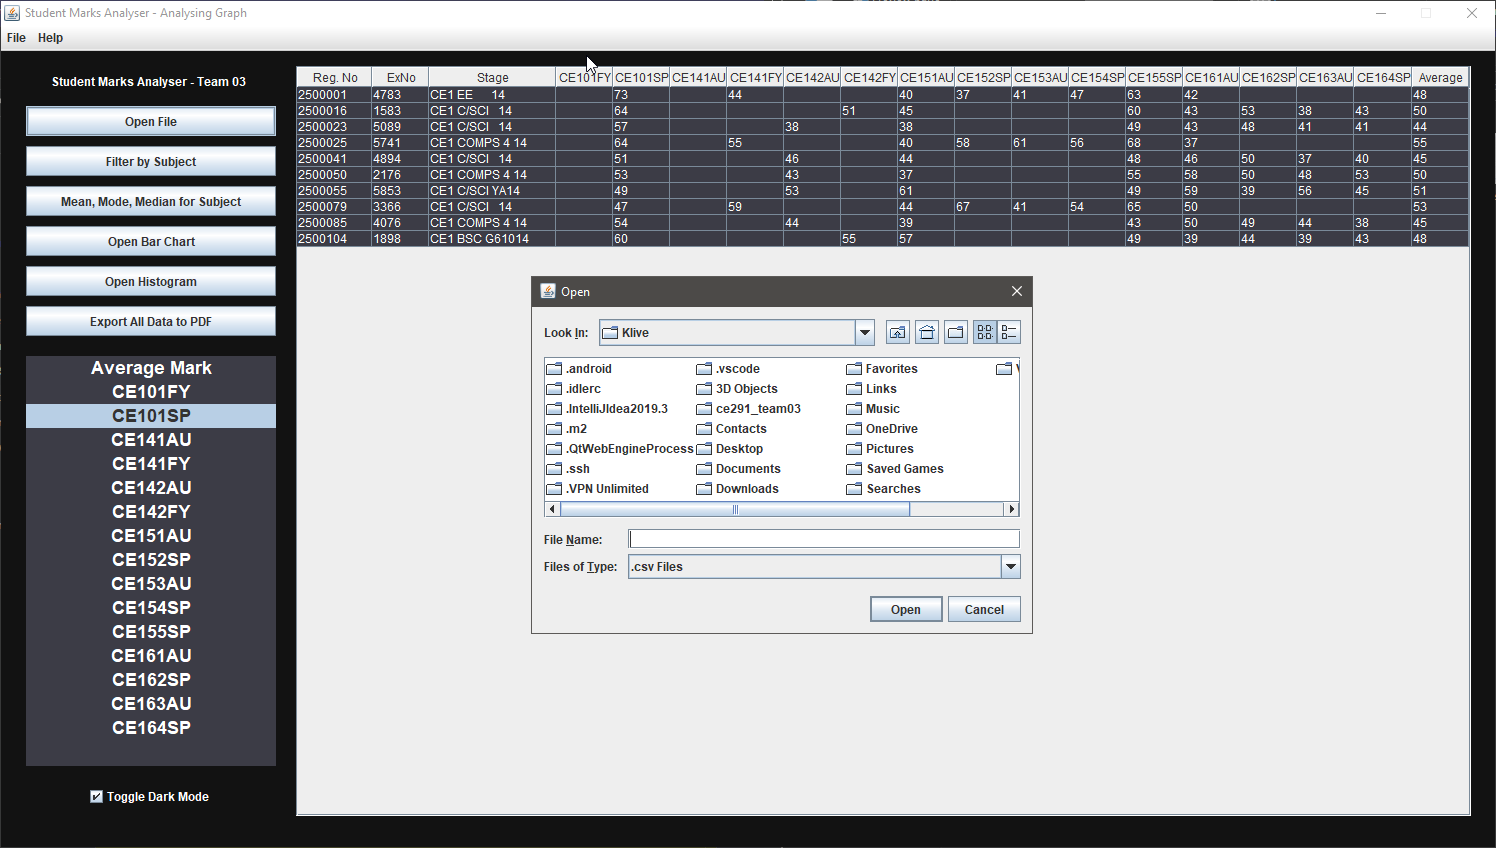 Student Marks Analyser - Analysing Graph
File Help
Student Marks Analyser - Team 03
Open File
Filter by Subject
Mean, Mode, Median for Subject
Open Bar Chart
Open Histogram
Export All Data to PDF
Average Mark
CE101FY
CE101SP
CE141AU
CE141FY
CE142AU
CE142FY
CE151AU
CE152SP
CE153AU
CE154SP
CE155SP
CE161AU
CE162SP
CE163AU
CE164SP
Toggle Dark Mode
Reg. No ExNo Stage CE101FY CE101SP CE141AU CE141FY CE142AU CE142FY CE151AU CE152SP CE153AU CE154SP CE155SP CE161AU CE162SP CE163AU CE164SP Average
2500001 4783 CE1 EE 14 73 44 40 37 41 47 63 42 48
2500016 1583 CE1 C/SCI 14 64 51 45 60 43 53 38 43 50
2500023 5089 CE1 C/SCI 14 57 38 38 49 43 48 41 41 44
2500025 5741 CE1 COMPS 4 14 64 55 40 58 61 56 68 37 55
2500041 4894 CE1 C/SCI 14 51 46 44 48 46 50 37 40 45
2500050 2176 CE1 COMPS 4 14 53 43 37 55 58 50 48 53 50
2500055 5853 CE1 C/SCI YA14 49 53 61 49 59 39 56 45 51
2500079 3366 CE1 C/SCI 14 47 59 44 67 41 54 65 50 53
2500085 4076 CE1 COMPS 4 14 54 44 39 43 50 49 44 38 45
2500104 1898 CE1 BSC G61014 60 55 57 49 39 44 39 43 48
Open
Look In: Klive
.android .vscode Favorites
.idlerc 3D Objects Links
.IntelliJIdea2019.3 ce291_team03 Music
.m2 Contacts OneDrive
.QtWebEngineProcess Desktop Pictures
.ssh Documents Saved Games
.VPN Unlimited Downloads Searches
File Name:
Files of Type: .csv Files
Open Cancel